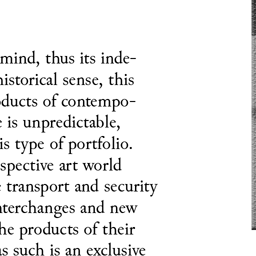 mind, thus its inde-
historical sense, this
ducts of contempo-
is unpredictable,
is type of portfolio.
spective art world
transport and security
nterchanges and new
he products of their
as such is an exclusive